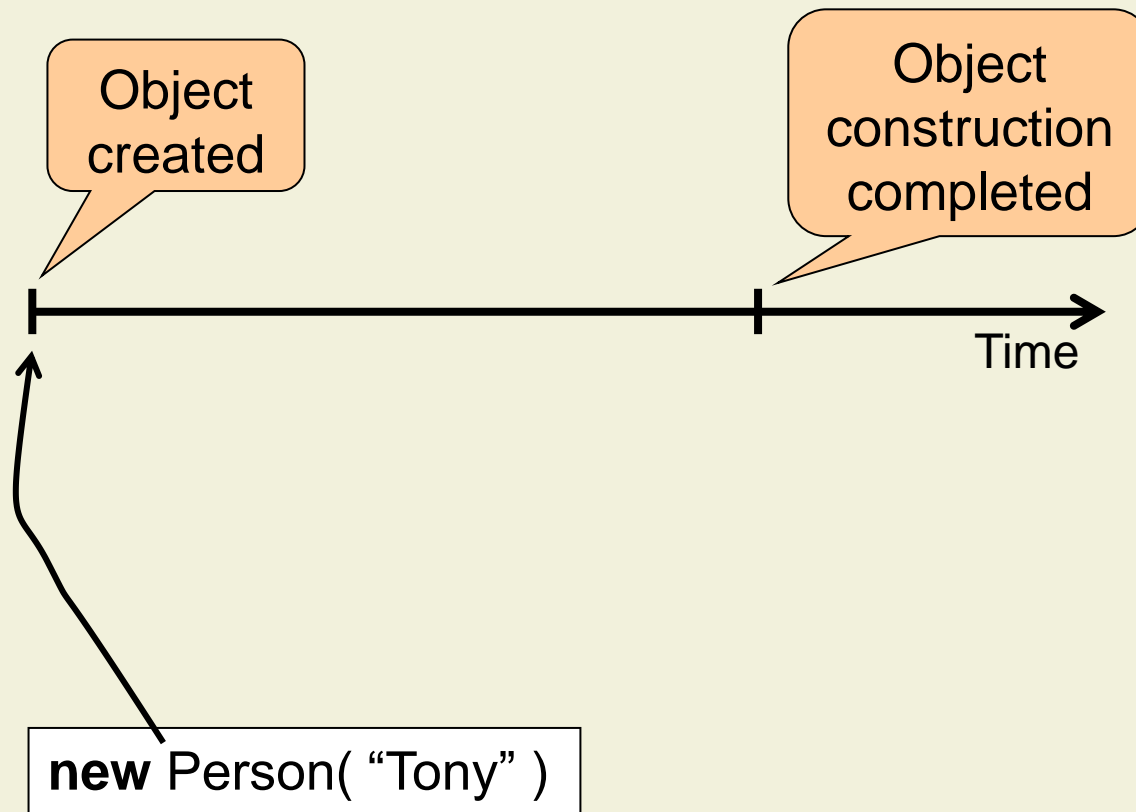 Object
created
Object
construction
completed
Time
new Person( “Tony” )